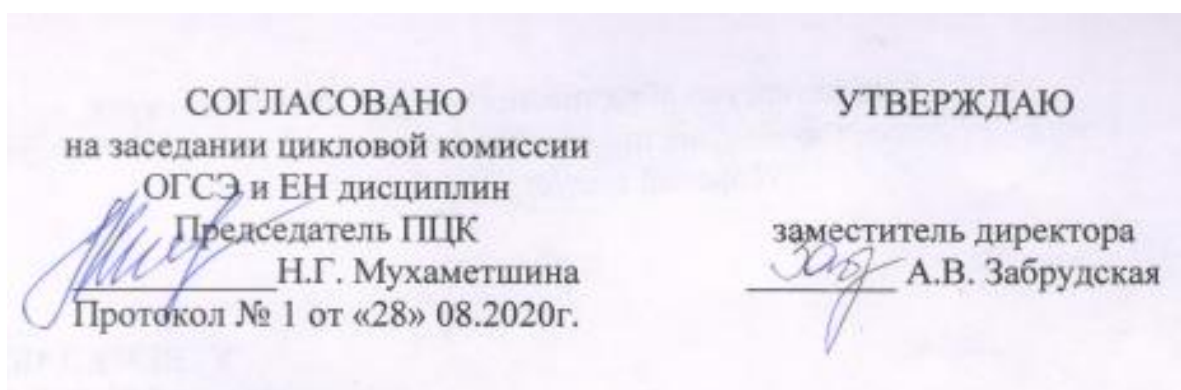 СОГЛАСОВАНО
на заседании цикловой комиссии
ОГСЭ и ЕН дисциплин
Председатель ПЦК
Н.Г. Мухаметшина
Протокол № 1 от «28» 08.2020г.
УТВЕРЖДАЮ
заместитель директора
А.В. Забрудская